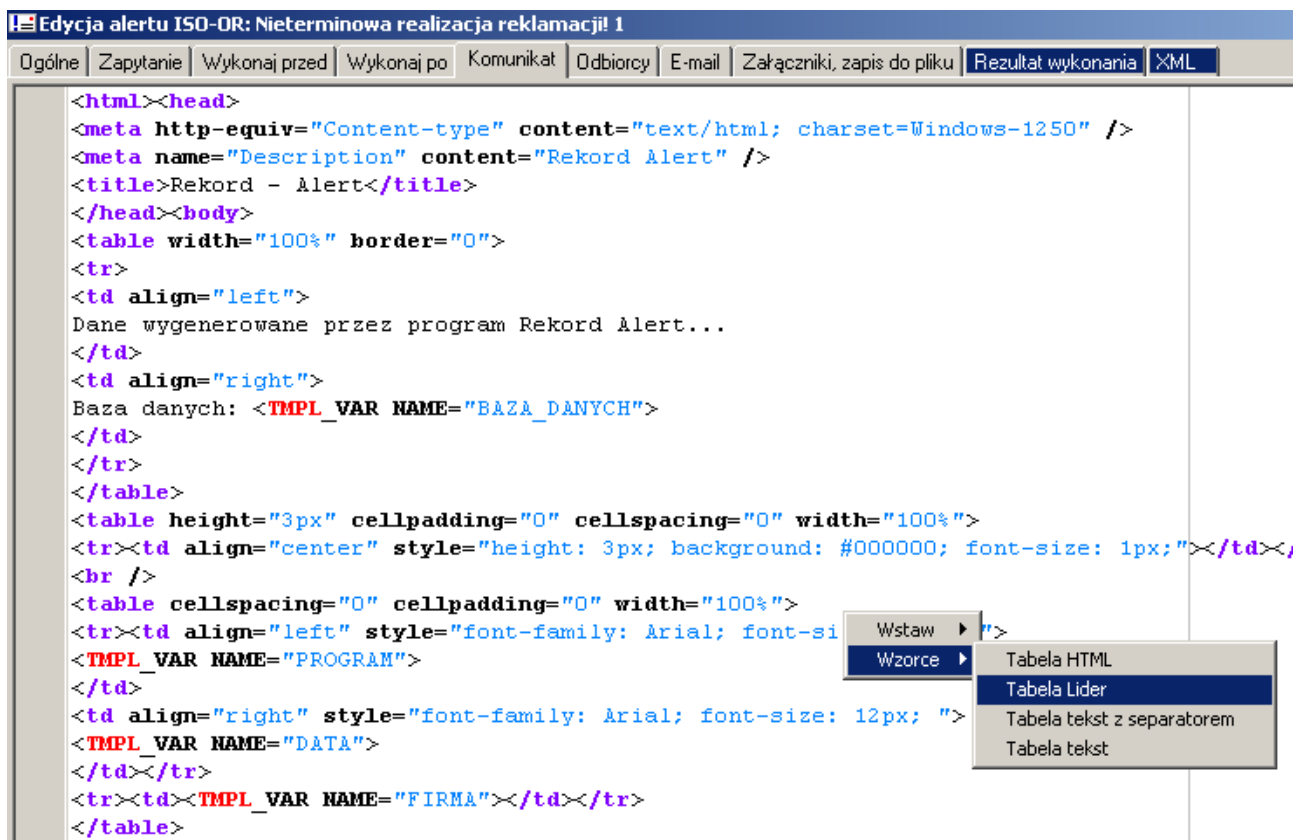 Edycja alertu ISO-OR: Nieterminowa realizacja reklamacji! 1
Ogólne Zapytanie Wykonaj przed Wykonaj po Komunikat Odbiorcy E-mail Załączniki, zapis do pliku Rezultat wykonania XML
<html><head>
<meta http-equiv="Content-type" content="text/html; charset=Windows-1250" />
<meta name="Description" content="Rekord Alert" />
<title>Rekord - Alert</title>
</head><body>
<table width="100%" border="0">
<tr>
<td align="left">
Dane wygenerowane przez program Rekord Alert...
</td>
<td align="right">
Baza danych: <TMPL_VAR NAME="BAZA_DANYCH">
</td>
</tr>
</table>
<table height="3px" cellpadding="0" cellspacing="0" width="100%">
<tr><td align="center" style="height: 3px; background: #000000; font-size: 1px;"></td></
<br />
<table cellspacing="0" cellpadding="0" width="100%">
<tr><td align="left" style="font-family: Arial; font-si Wstaw ">
<TMPL_VAR NAME="PROGRAM"> Wzorce Tabela HTML
</td> Tabela Lider
<td align="right" style="font-family: Arial; font-size: 12px; "> Tabela tekst z separatorem
<TMPL_VAR NAME="DATA"> Tabela tekst
</td></tr>
<tr><td><TMPL_VAR NAME="FIRMA"></td></tr>
</table>